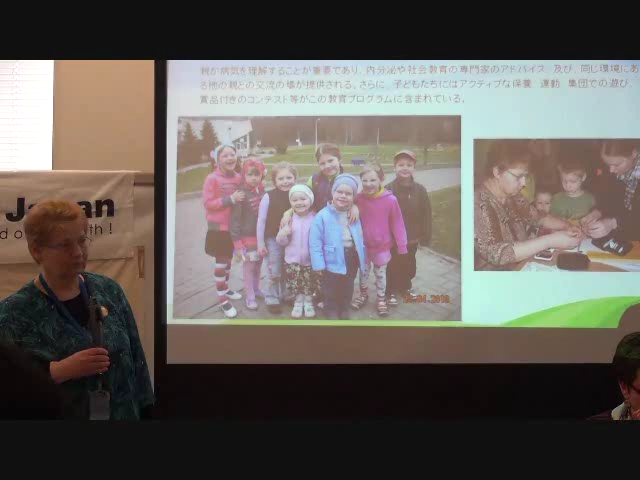 親が病気を理解することが重要であり、内分泌や社会教育の専門家のアドバイス、及び、同じ環境にあ
る他の親との交流の場が提供される。さらに、子どもたちにはアクティブな保養、運動、集団での遊び、
賞品付きのコンテスト等がこの教育プログラムに含まれている。
Japan